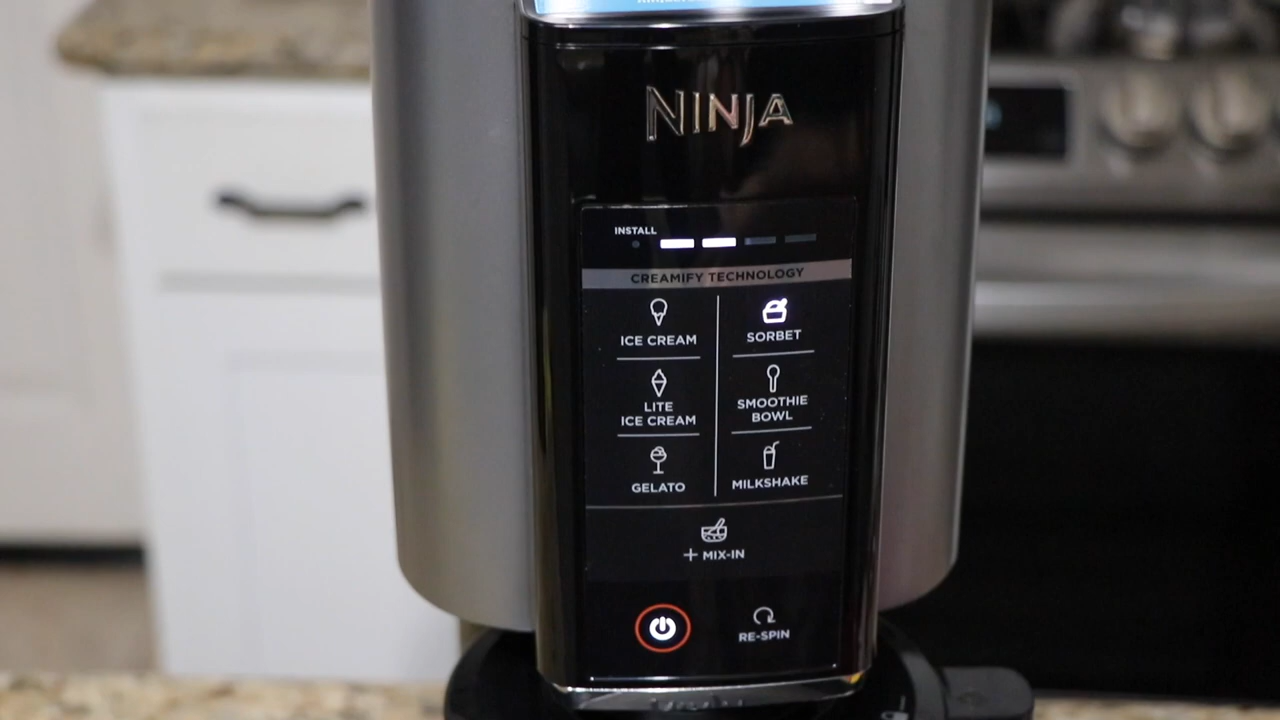 NINJA
INSTALL
CREAMIFY TECHNOLOGY
ICE CREAM
SORBET
LITE
ICE CREAM
SMOOTHIE
BOWL
GELATO
MILKSHAKE
+ MIX-IN
RE-SPIN